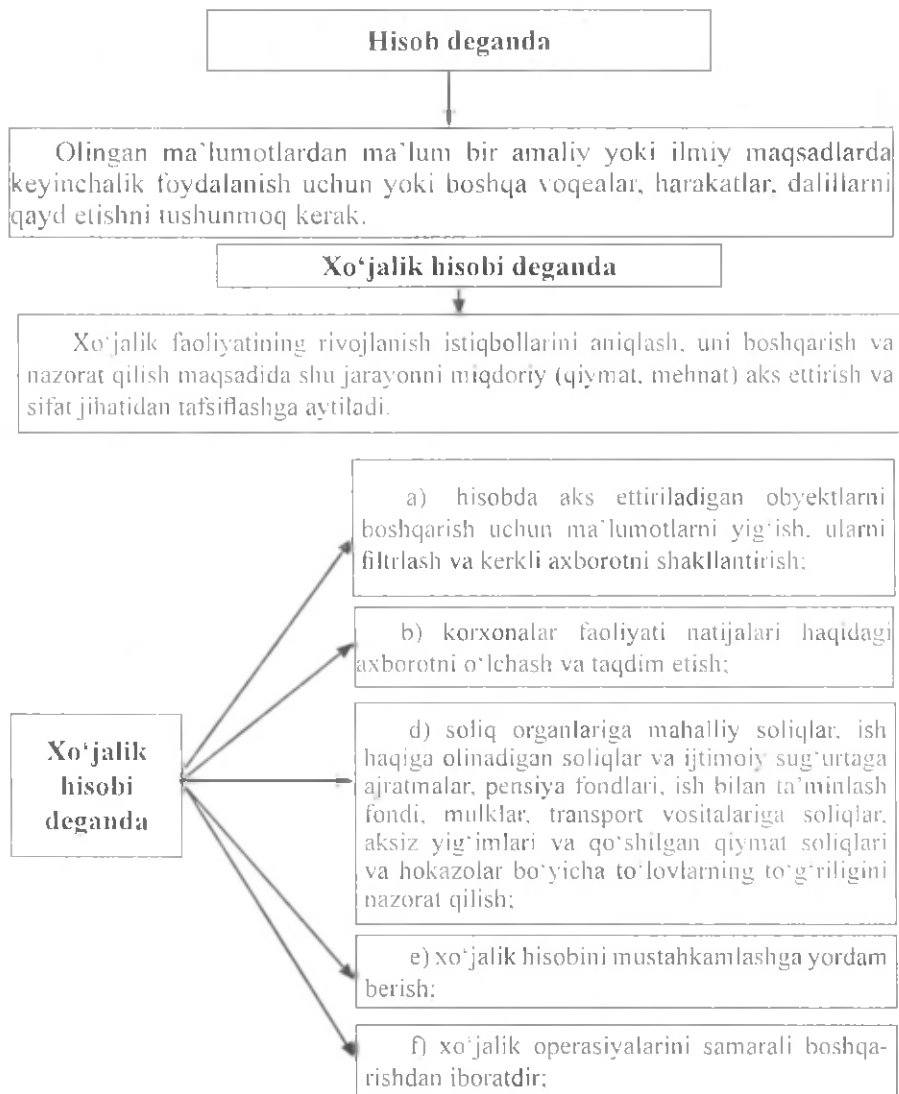 Hisob deganda
Olingan ma`lumotlardan ma`lum bir amaliy yoki ilmiy maqsadlarda
keyinchalik foydalanish uchun yoki boshqa voqealar, harakatlar, dalillarni
qayd etishni tushunmoq kerak.
Xo‘jalik hisobi deganda
Xo‘jalik faoliyatining rivojlanish istiqbollarini aniqlash, uni boshqarish va
nazorat qilish maqsadida shu jarayonni miqdoriy (qiymat, mehnat) aks ettirish va
sifat jihatidan tafsiflashga aytiladi.
Xo‘jalik
hisobi
deganda
a) hisobda aks ettiriladigan obyektlarni
boshqarish uchun ma`lumotlarni yig‘ish, ularni
filtrlash va kerkli axborotni shakllantirish;
b) korxonalar faoliyati natijalari haqidagi
axborotni o‘lchash va taqdim etish;
d) soliq organlariga mahalliy soliqlar, ish
haqiga olinadigan soliqlar va ijtimoiy sug‘urtaga
ajratmalar, pensiya fondlari, ish bilan ta’minlash
fondi, mulklar, transport vositalariga soliqlar,
aksiz yig‘imlari va qo‘shilgan qiymat soliqlari
va hokazolar bo‘yicha to‘lovlarning to‘g‘riligini
nazorat qilish;
e) xo‘jalik hisobini mustahkamlashga yordam
berish;
f) xo‘jalik operasiyalarini samarali boshqa-
rishdan iboratdir;